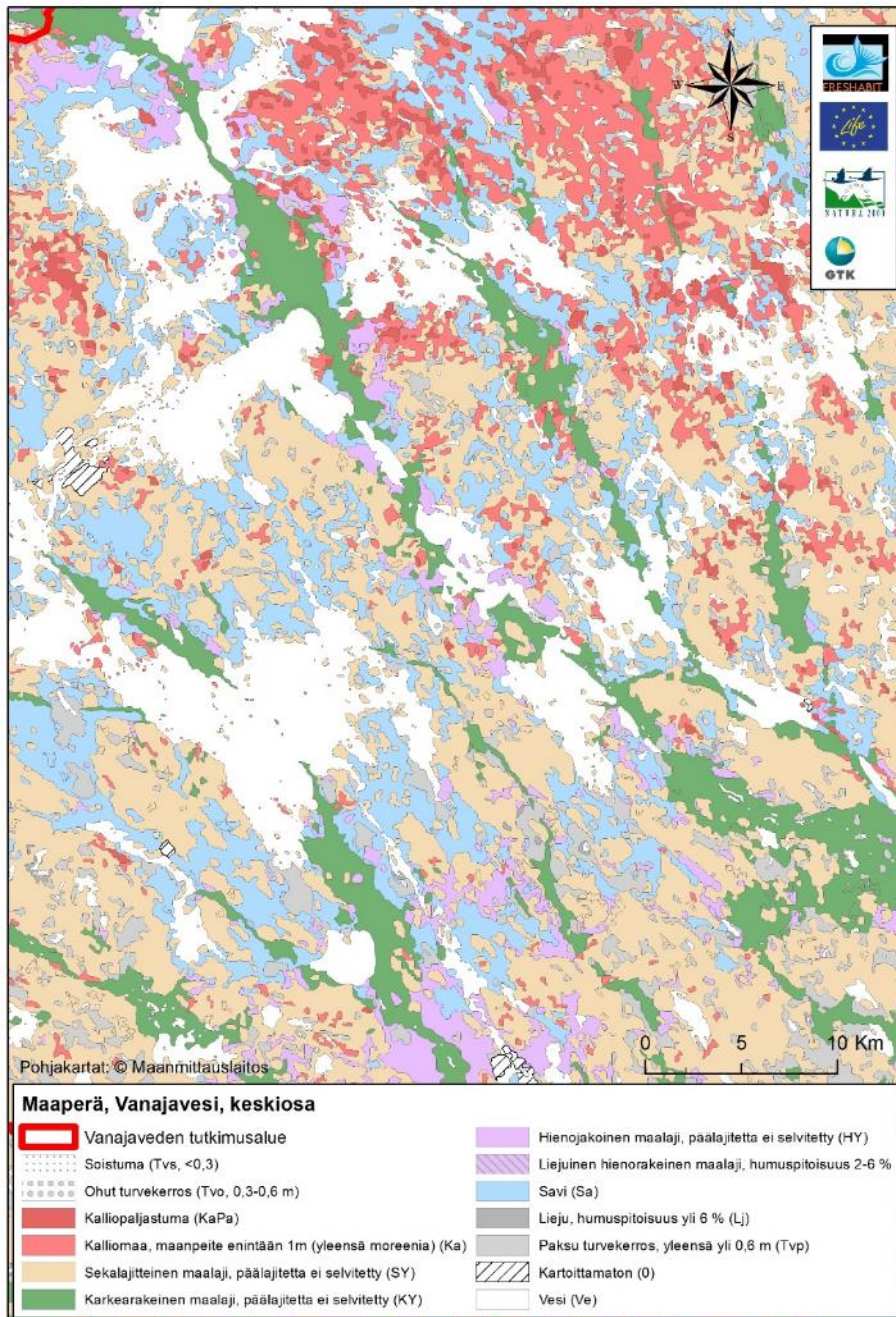 N
W
E
S
FRESHABIT
Life
NATURA 2000
GTK
0 5 10 Km
Pohjakartat: © Maanmittauslaitos
Maaperä, Vanajavesi, keskiosa
Vanajaveden tutkimusalue
Soistuma (Tvs, <0,3)
Ohut turvekerros (Tvo, 0,3-0,6 m)
Kalliopaljastuma (KaPa)
Kalliomaa, maanpeite enintään 1m (yleensä moreenia) (Ka)
Sekalajitteinen maalaji, päälajitetta ei selvitetty (SY)
Karkearakeinen maalaji, päälajitetta ei selvitetty (KY)
Hienojakoinen maalaji, päälajitetta ei selvitetty (HY)
Liejuinen hienorakeinen maalaji, humuspitoisuus 2-6 %
Savi (Sa)
Lieju, humuspitoisuus yli 6 % (Lj)
Paksu turvekerros, yleensä yli 0,6 m (Tvp)
Kartoittamaton (0)
Vesi (Ve)